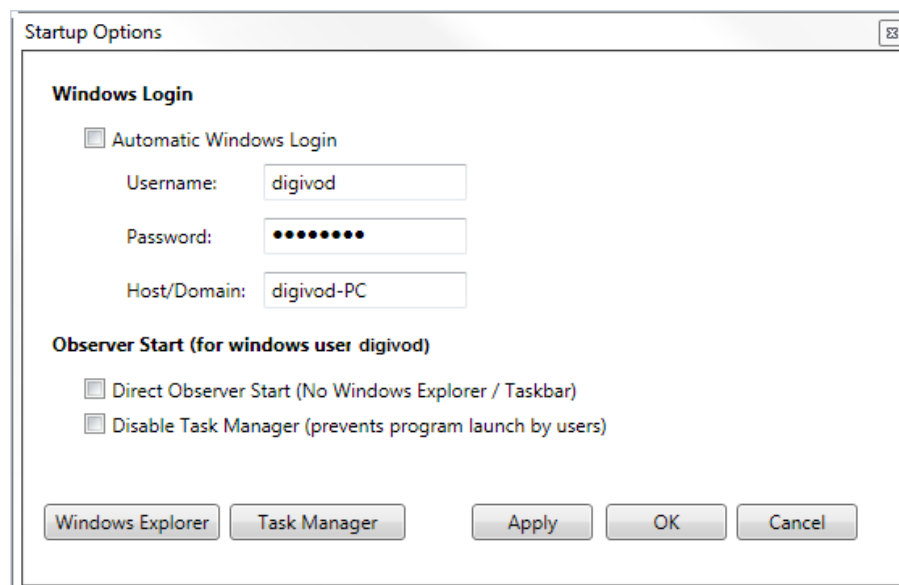 Startup Options
Windows Login
Automatic Windows Login
Username: digivod
Password: ●●●●●●●●
Host/Domain: digivod-PC
Observer Start (for windows user digivod)
Direct Observer Start (No Windows Explorer / Taskbar)
Disable Task Manager (prevents program launch by users)
Windows Explorer Task Manager Apply OK Cancel